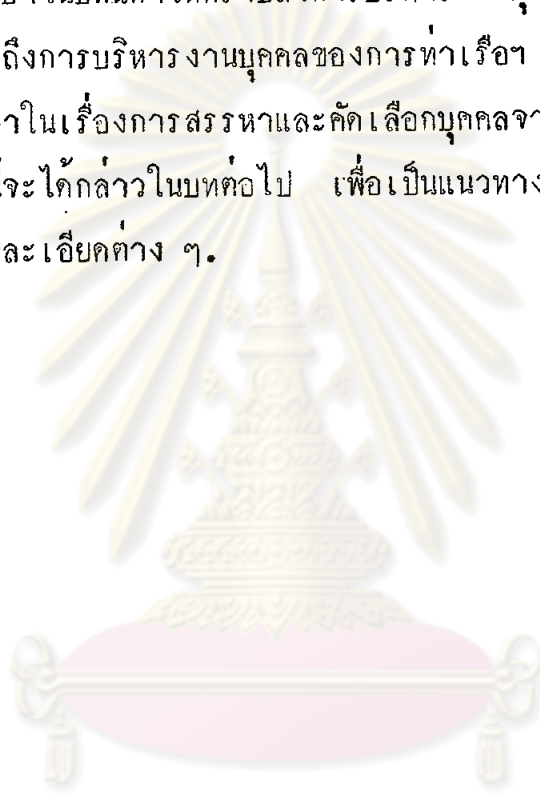 ถึงการบริหารงานบุคคลของการท่าเรือฯ
ในเรื่องการสรรหาและคัดเลือกบุคคลจา
จะได้กล่าวในบทต่อไป เพื่อเป็นแนวทาง
ละเอียดต่าง ๆ.